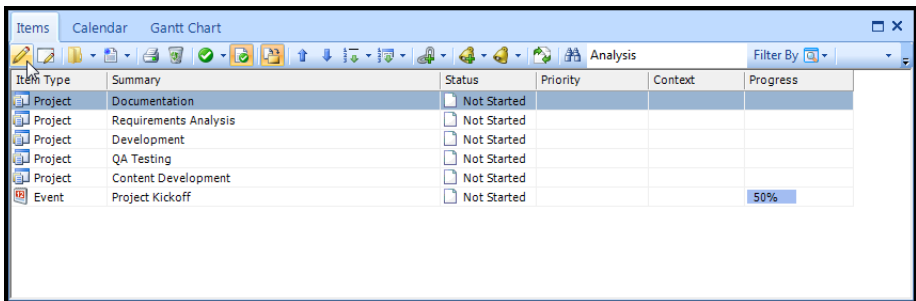 Items Calendar Gantt Chart
Analysis Filter By
Item Type Summary Status Priority Context Progress
Project Documentation Not Started
Project Requirements Analysis Not Started
Project Development Not Started
Project QA Testing Not Started
Project Content Development Not Started
Event Project Kickoff Not Started 50%